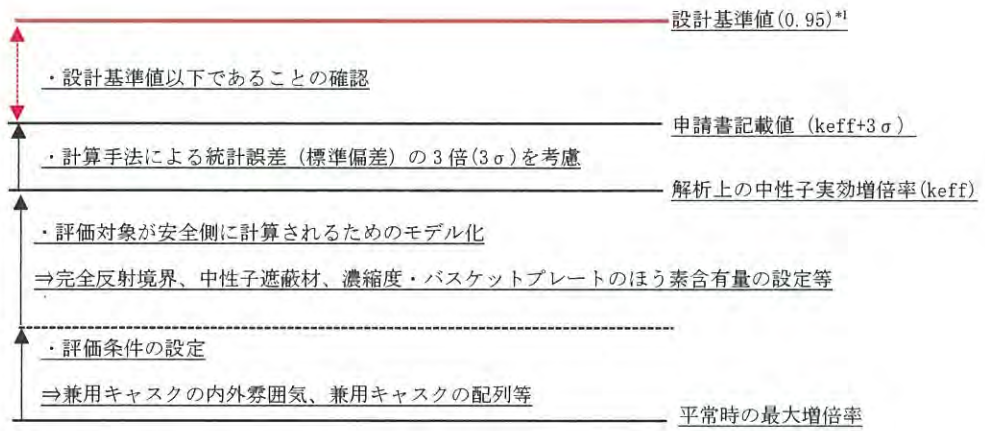 設計基準値(0.95)*1
・設計基準値以下であることの確認
申請書記載値 (keff+3σ)
・計算手法による統計誤差（標準偏差）の3倍(3σ)を考慮
解析上の中性子実効増倍率(keff)
・評価対象が安全側に計算されるためのモデル化
⇒完全反射境界、中性子遮蔽材、濃縮度・バスケットプレートのほう素含有量の設定等
・評価条件の設定
⇒兼用キャスクの内外雰囲気、兼用キャスクの配列等
平常時の最大増倍率